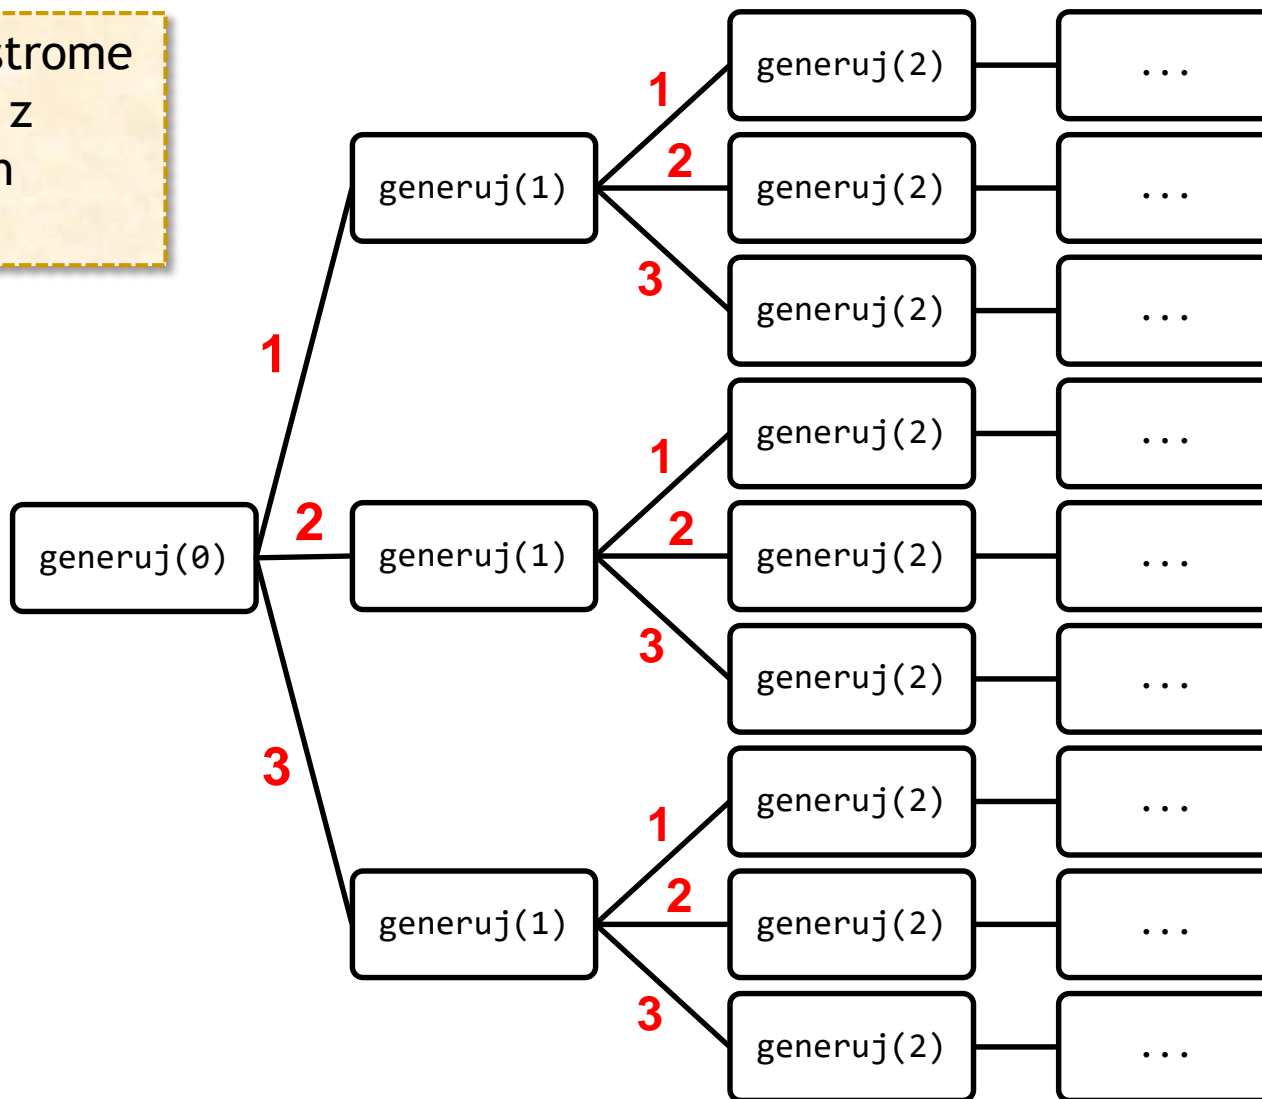 strome
z
1
generuj(2)
...
generuj(1)
2
generuj(2)
...
3
generuj(2)
...
1
1
generuj(2)
...
generuj(0)
2
generuj(1)
2
generuj(2)
...
3
generuj(2)
...
3
1
generuj(2)
...
generuj(1)
2
generuj(2)
...
3
generuj(2)
...